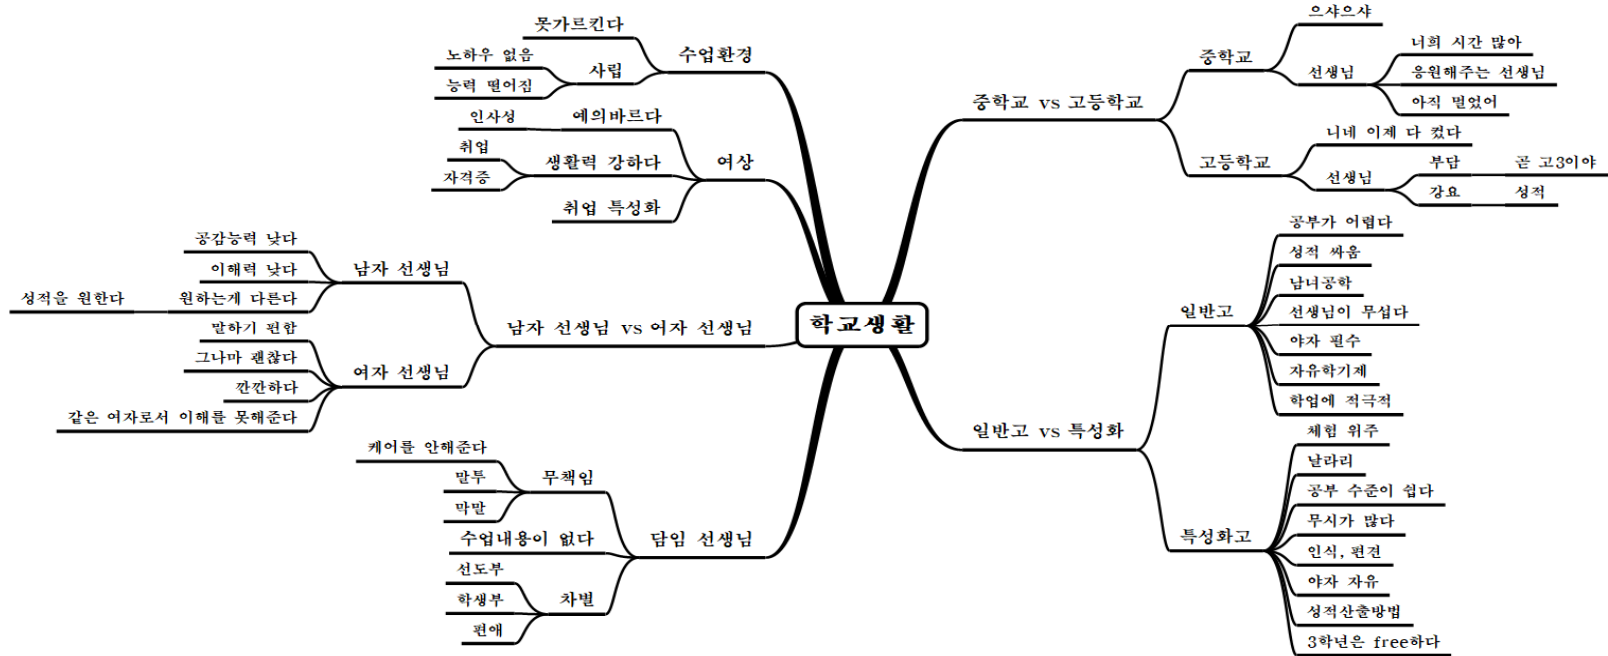 학교생활
수업환경
못가르킨다
사립
노하우 없음
능력 떨어짐
여상
예의바르다
인사성
생활력 강하다
취업
자격증
취업 특성화
남자 선생님 vs 여자 선생님
남자 선생님
공감능력 낮다
이해력 낮다
원하는게 다른다
성적을 원한다
여자 선생님
말하기 편함
그나마 괜찮다
깐깐하다
같은 여자로서 이해를 못해준다
담임 선생님
무책임
케어를 안해준다
말투
막말
수업내용이 없다
차별
선도부
학생부
편애
중학교 vs 고등학교
중학교
으샤으샤
선생님
너희 시간 많아
응원해주는 선생님
아직 멀었어
고등학교
니네 이제 다 컸다
선생님
부담
곧 고3이야
강요
성적
일반고 vs 특성화
일반고
공부가 어렵다
성적 싸움
남녀공학
선생님이 무섭다
야자 필수
자유학기제
학업에 적극적
특성화고
체험 위주
날라리
공부 수준이 쉽다
무시가 많다
인식, 편견
야자 자유
성적산출방법
3학년은 free하다